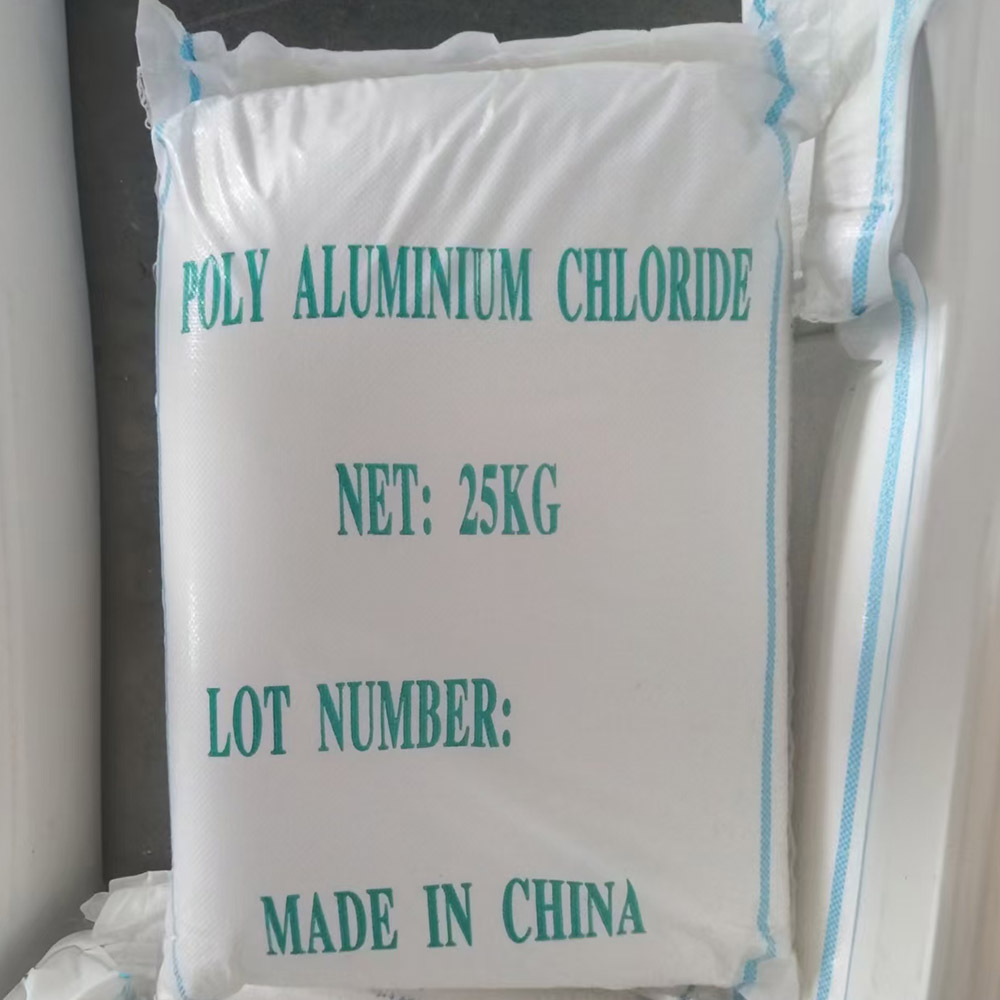 POLY ALUMINIUM CHLORIDE
NET: 25KG
LOT NUMBER:
MADE IN CHINA